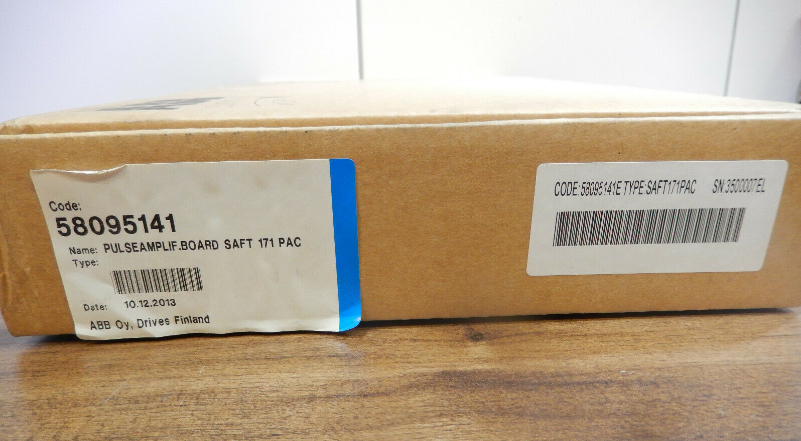 Code:
58095141
Name: PULSEAMPLIF.BOARD SAFT 171 PAC
Type:
Date: 10.12.2013
ABB Oy, Drives Finland
CODE:58095141E TYPE:SAFT171PAC SN:3500007EL